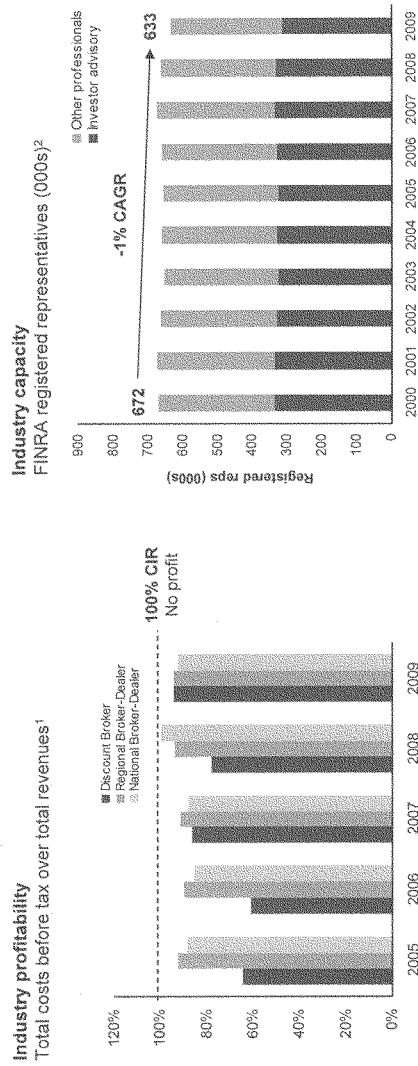 Industry profitability
Total costs before tax over total revenues¹
120%
100%
80%
60%
40%
20%
0%
100% CIR
No profit
Discount Broker
Regional Broker-Dealer
National Broker-Dealer
2005 2006 2007 2008 2009
Industry capacity
FINRA registered representatives (000s)²
Registered reps (000s)
900
800
700
600
500
400
300
200
100
0
Other professionals
Investor advisory
672
-1% CAGR
633
2000 2001 2002 2003 2004 2005 2006 2007 2008 2009